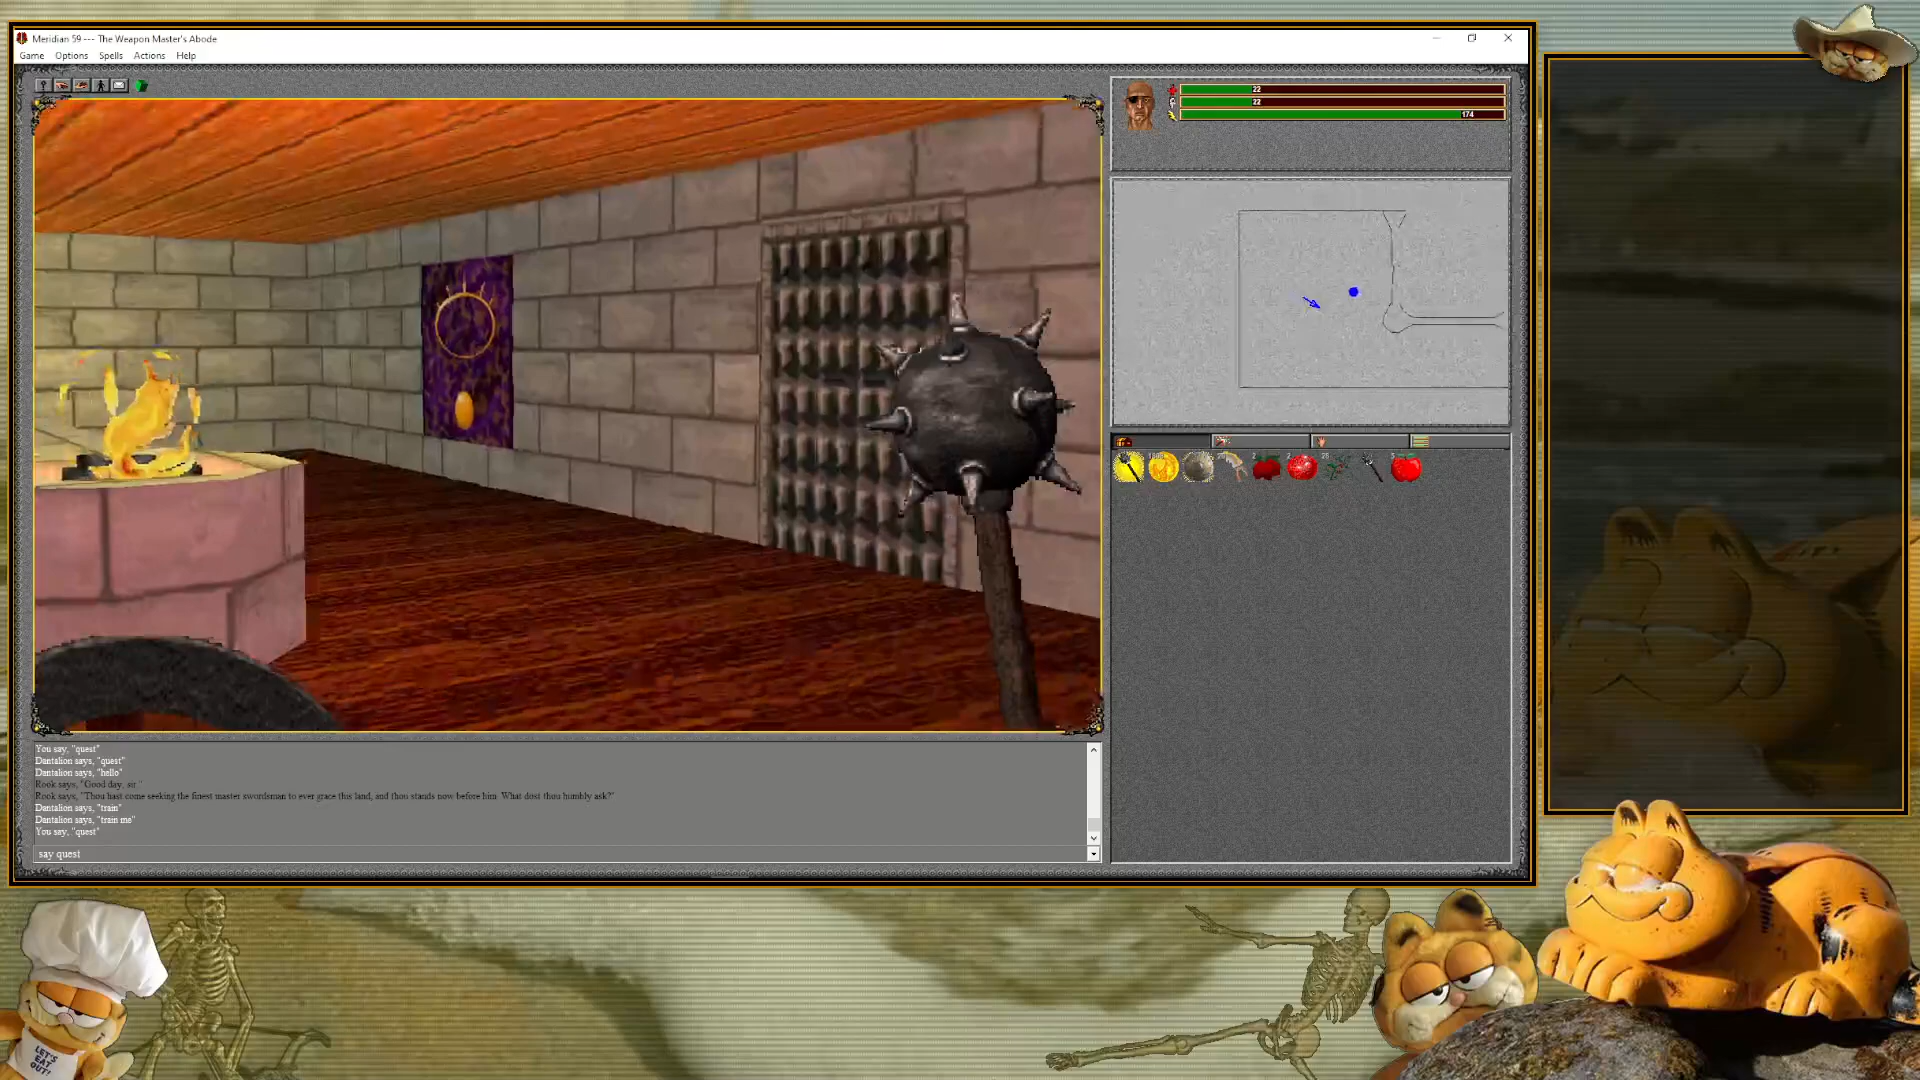 Meridian 59 --- The Weapon Master's Abode
Game Options Spells Actions Help
22
22
174
You say, "quest"
Dantalion says, "quest"
Dantalion says, "hello"
Rook says, "Good day, sir."
Rook says, "Thou hast come seeking the finest master swordsman to ever grace this land, and thou stands now before him. What dost thou humbly ask?"
Dantalion says, "train"
Dantalion says, "train me"
You say, "quest"
say quest
LET'S
EAT
OUT!